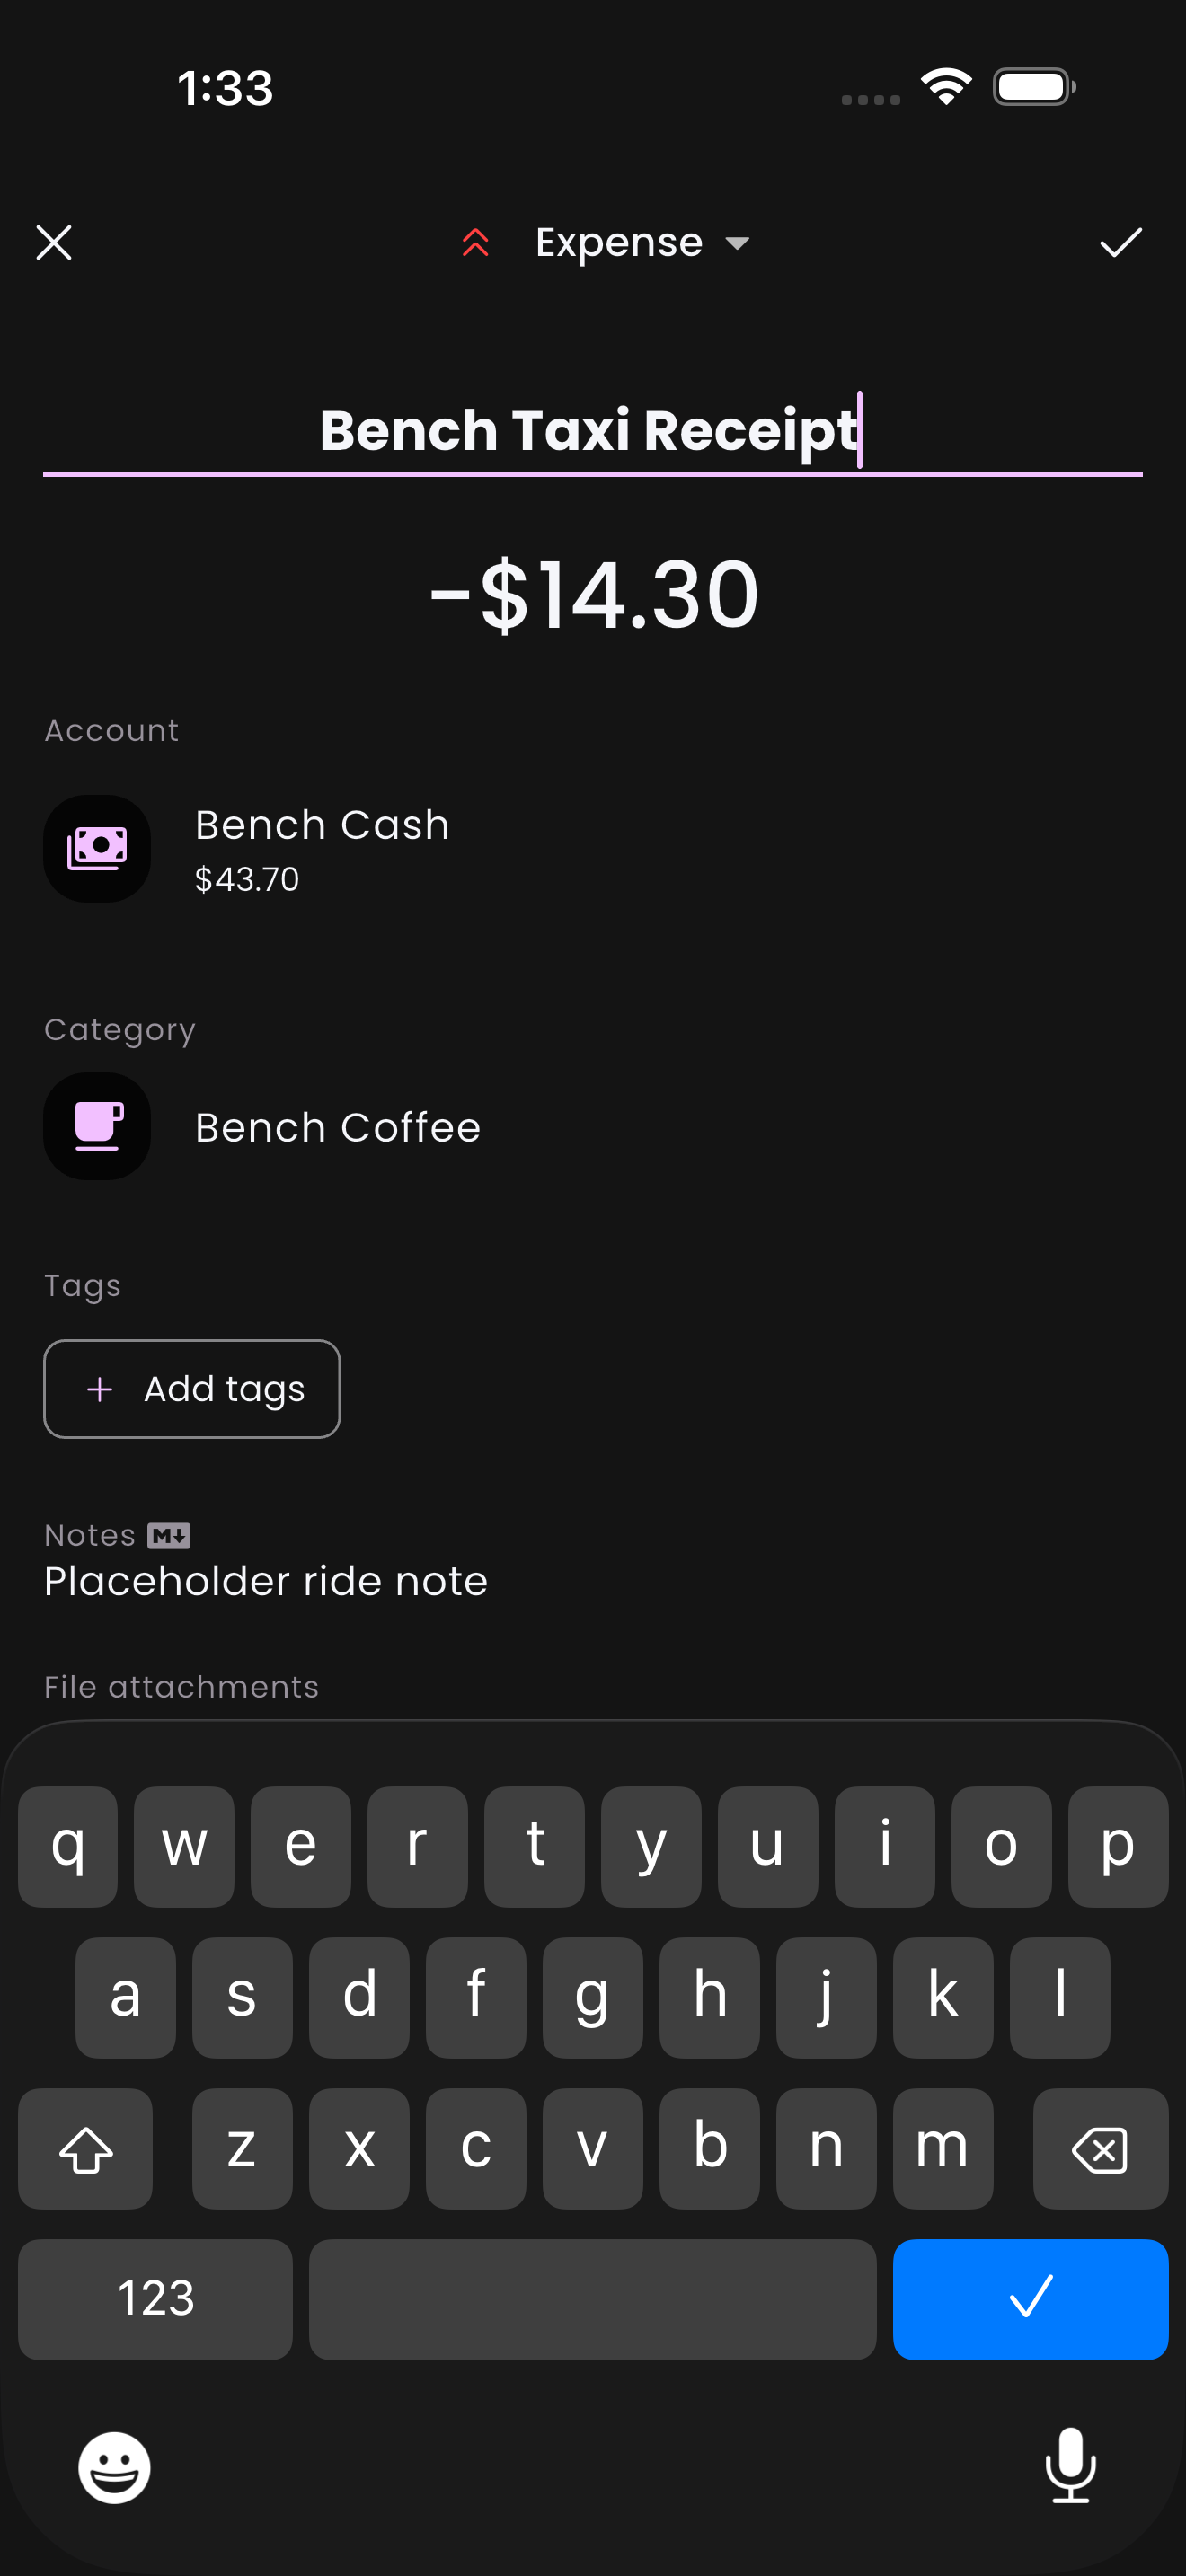 1:33
Expense
Bench Taxi Receipt
-$14.30
Account
Bench Cash
$43.70
Category
Bench Coffee
Tags
+ Add tags
Notes M↓
Placeholder ride note
File attachments
q w e r t y u i o p
a s d f g h j k l
z x c v b n m
123